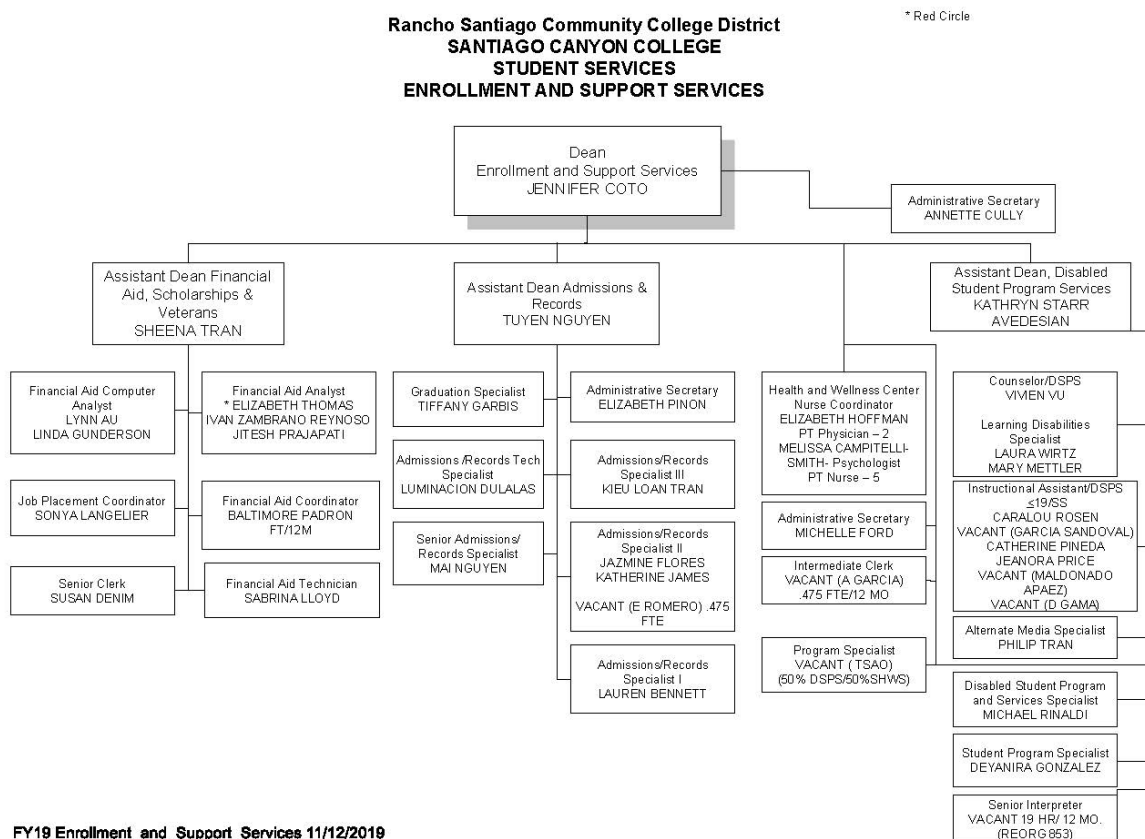 * Red Circle
Rancho Santiago Community College District
SANTIAGO CANYON COLLEGE
STUDENT SERVICES
ENROLLMENT AND SUPPORT SERVICES
Dean
Enrollment and Support Services
JENNIFER COTO
Administrative Secretary
ANNETTE CULLY
Assistant Dean Financial
Aid, Scholarships &
Veterans
SHEENA TRAN
Assistant Dean Admissions &
Records
TUYEN NGUYEN
Assistant Dean, Disabled
Student Program Services
KATHRYN STARR
AVEDESIAN
Financial Aid Computer
Analyst
LYNN AU
LINDA GUNDERSON
Financial Aid Analyst
* ELIZABETH THOMAS
IVAN ZAMBRANO REYNOSO
JITESH PRAJAPATI
Job Placement Coordinator
SONYA LANGELIER
Financial Aid Coordinator
BALTIMORE PADRON
FT/12M
Senior Clerk
SUSAN DENIM
Financial Aid Technician
SABRINA LLOYD
Graduation Specialist
TIFFANY GARBIS
Administrative Secretary
ELIZABETH PINON
Admissions /Records Tech
Specialist
LUMINACION DULALAS
Admissions/Records
Specialist III
KIEU LOAN TRAN
Senior Admissions/
Records Specialist
MAI NGUYEN
Admissions/Records
Specialist II
JAZMINE FLORES
KATHERINE JAMES
VACANT (E ROMERO) .475
FTE
Admissions/Records
Specialist I
LAUREN BENNETT
Health and Wellness Center
Nurse Coordinator
ELIZABETH HOFFMAN
PT Physician – 2
MELISSA CAMPITELLI-
SMITH- Psychologist
PT Nurse – 5
Administrative Secretary
MICHELLE FORD
Intermediate Clerk
VACANT (A GARCIA)
.475 FTE/12 MO
Program Specialist
VACANT ( TSAO)
(50% DSPS/50%SHWS)
Counselor/DSPS
VIMEN VU
Learning Disabilities
Specialist
LAURA WIRTZ
MARY METTLER
Instructional Assistant/DSPS
≤19/SS
CARALOU ROSEN
VACANT (GARCIA SANDOVAL)
CATHERINE PINEDA
JEANORA PRICE
VACANT (MALDONADO
APAEZ)
VACANT (D GAMA)
Alternate Media Specialist
PHILIP TRAN
Disabled Student Program
and Services Specialist
MICHAEL RINALDI
Student Program Specialist
DEYANIRA GONZALEZ
Senior Interpreter
VACANT 19 HR/ 12 MO.
(REORG853)
FY19 Enrollment and Support Services 11/12/2019